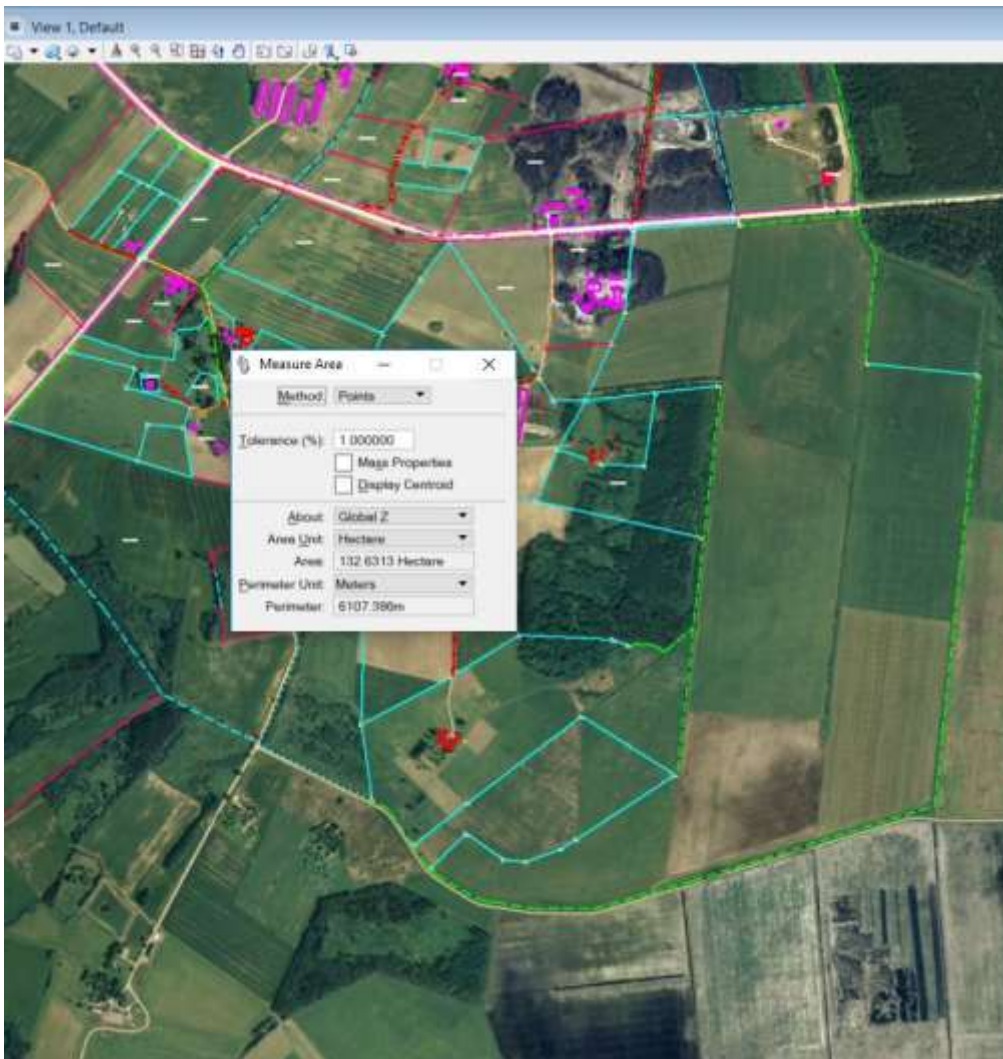 View 1, Default
Measure Area
Method: Points
Tolerance (%): 1.000000
Mass Properties
Display Centroid
About: Global Z
Area Unit: Hectare
Area: 132.6313 Hectare
Perimeter Unit: Meters
Perimeter: 6107.386m